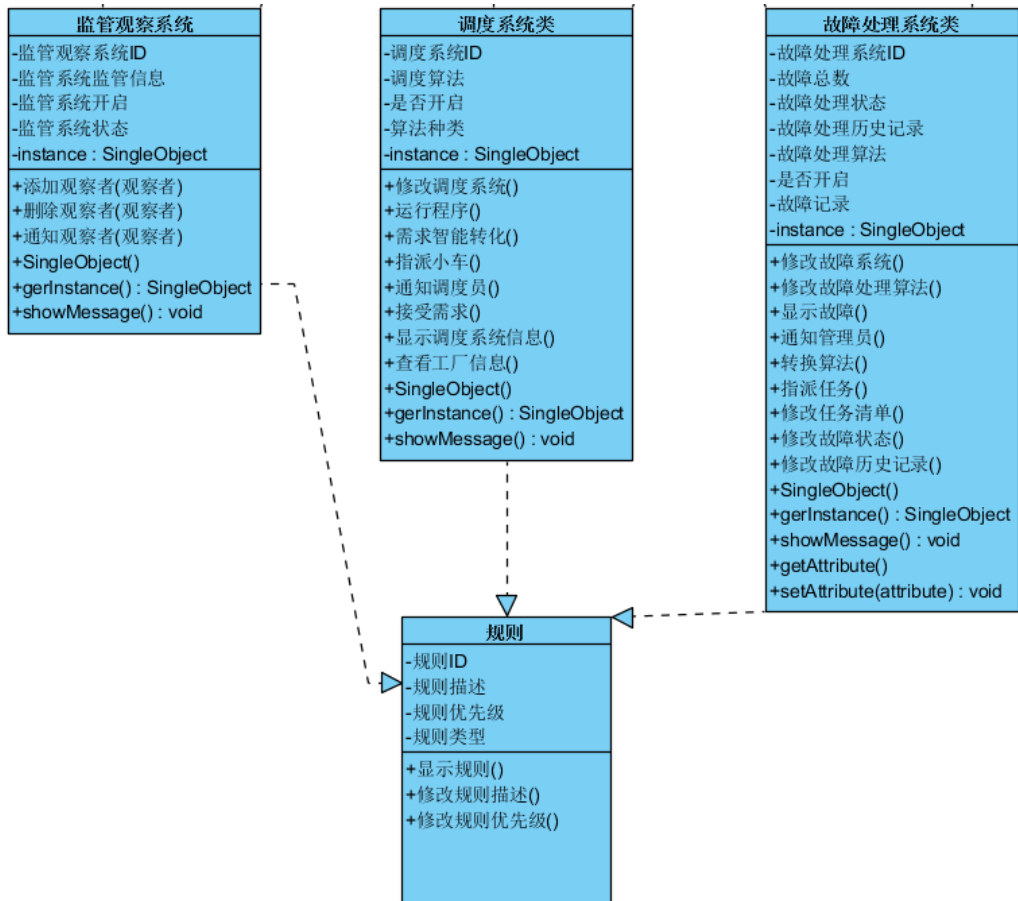 监管观察系统
-监管观察系统ID
-监管系统监管信息
-监管系统开启
-监管系统状态
-instance : SingleObject
+添加观察者(观察者)
+删除观察者(观察者)
+通知观察者(观察者)
+SingleObject()
+gerInstance() : SingleObject
+showMessage() : void
调度系统类
-调度系统ID
-调度算法
-是否开启
-算法种类
-instance : SingleObject
+修改调度系统()
+运行程序()
+需求智能转化()
+指派小车()
+通知调度员()
+接受需求()
+显示调度系统信息()
+查看工厂信息()
+SingleObject()
+gerInstance() : SingleObject
+showMessage() : void
故障处理系统类
-故障处理系统ID
-故障总数
-故障处理状态
-故障处理历史记录
-故障处理算法
-是否开启
-故障记录
-instance : SingleObject
+修改故障系统()
+修改故障处理算法()
+显示故障()
+通知管理员()
+转换算法()
+指派任务()
+修改任务清单()
+修改故障状态()
+修改故障历史记录()
+SingleObject()
+gerInstance() : SingleObject
+showMessage() : void
+getAttribute()
+setAttribute(attribute) : void
规则
-规则ID
-规则描述
-规则优先级
-规则类型
+显示规则()
+修改规则描述()
+修改规则优先级()